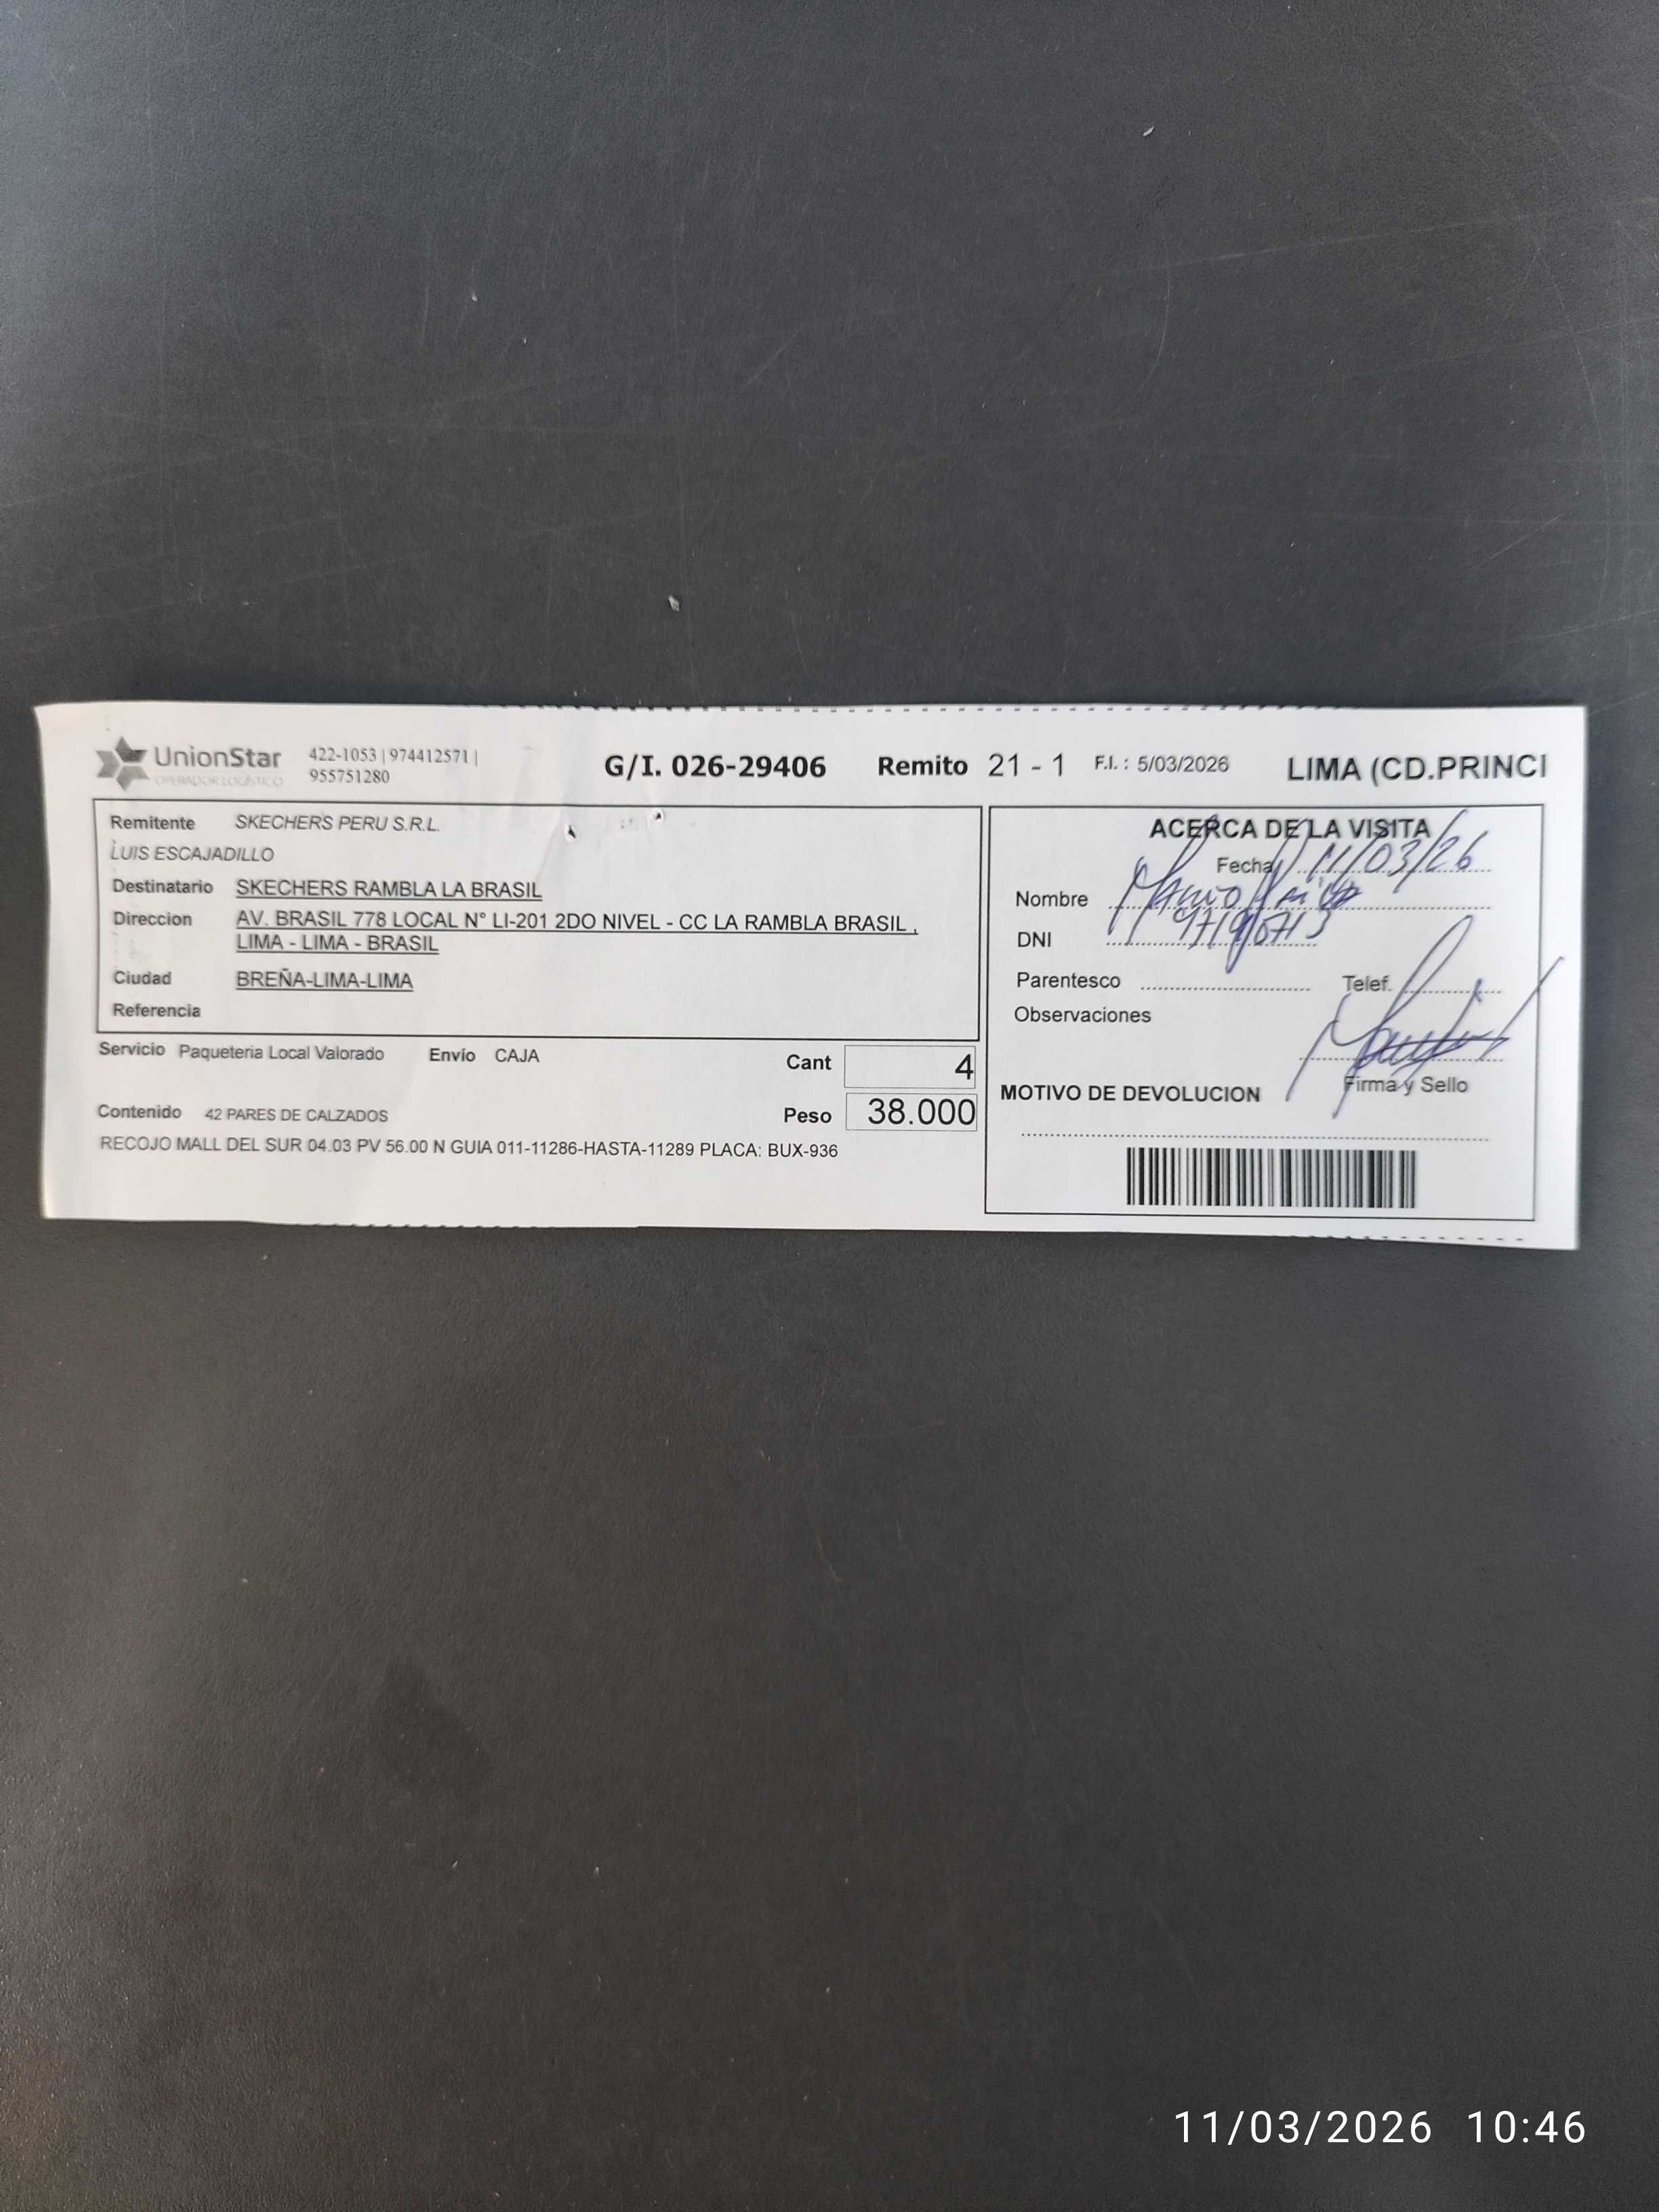 UnionStar
OPERADOR LOGÍSTICO
422-1053 | 974412571 |
955751280
G/I. 026-29406
Remito 21 - 1
F.I. : 5/03/2026
LIMA (CD.PRINCI
Remitente SKECHERS PERU S.R.L.
LUIS ESCAJADILLO
Destinatario SKECHERS RAMBLA LA BRASIL
Direccion AV. BRASIL 778 LOCAL N° LI-201 2DO NIVEL - CC LA RAMBLA BRASIL ,
LIMA - LIMA - BRASIL
Ciudad BREÑA-LIMA-LIMA
Referencia
Servicio Paqueteria Local Valorado Envío CAJA
Cant 4
Contenido 42 PARES DE CALZADOS
Peso 38.000
RECOJO MALL DEL SUR 04.03 PV 56.00 N GUIA 011-11286-HASTA-11289 PLACA: BUX-936
ACERCA DE LA VISITA
Fecha 11/03/26
Nombre
DNI
Parentesco Telef.
Observaciones
Firma y Sello
MOTIVO DE DEVOLUCION
11/03/2026 10:46